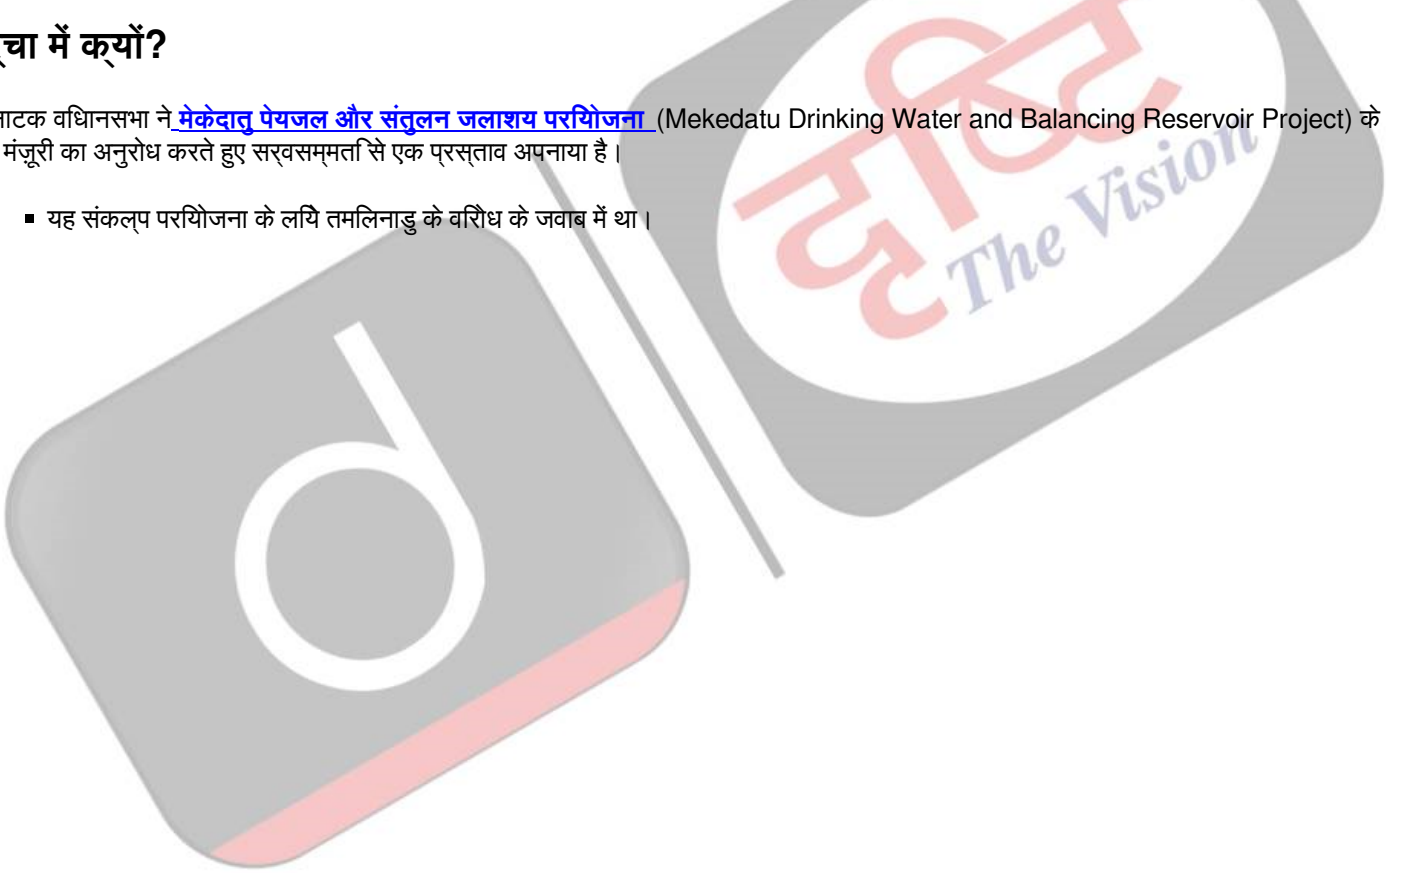 र्चा में क्यों?
नाटक विधानसभा ने मेकेदातु पेयजल और संतुलन जलाशय परियोजना (Mekedatu Drinking Water and Balancing Reservoir Project) के
मंज़ूरी का अनुरोध करते हुए सर्वसम्मति से एक प्रस्ताव अपनाया है।
▪ यह संकल्प परियोजना के लिये तमिलनाडु के विरोध के जवाब में था।
दृष्टि
The Vision
d